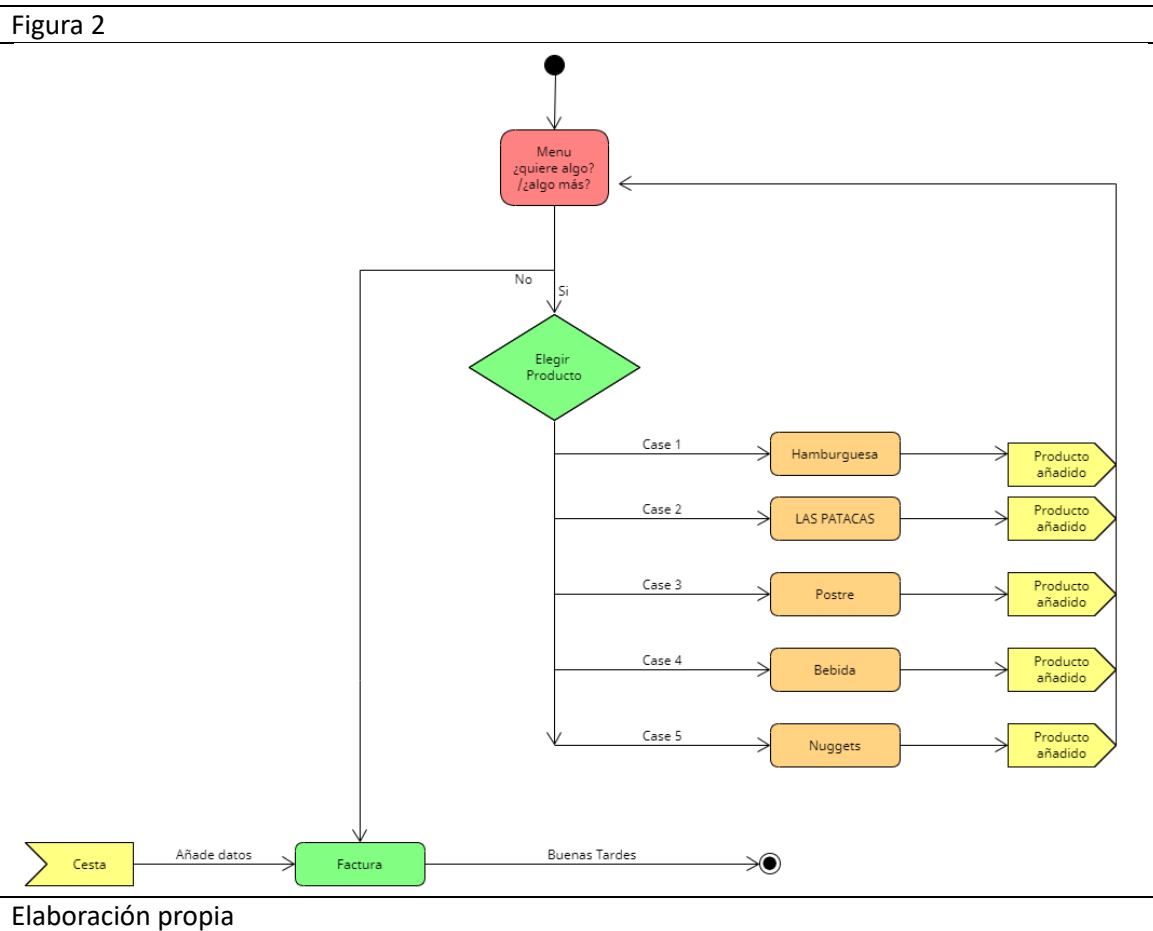 Figura 2
Menu
¿quiere algo?
/¿algo más?
No
Si
Elegir
Producto
Case 1
Hamburguesa
Producto
añadido
Case 2
LAS PATACAS
Producto
añadido
Case 3
Postre
Producto
añadido
Case 4
Bebida
Producto
añadido
Case 5
Nuggets
Producto
añadido
Cesta
Añade datos
Factura
Buenas Tardes
Elaboración propia